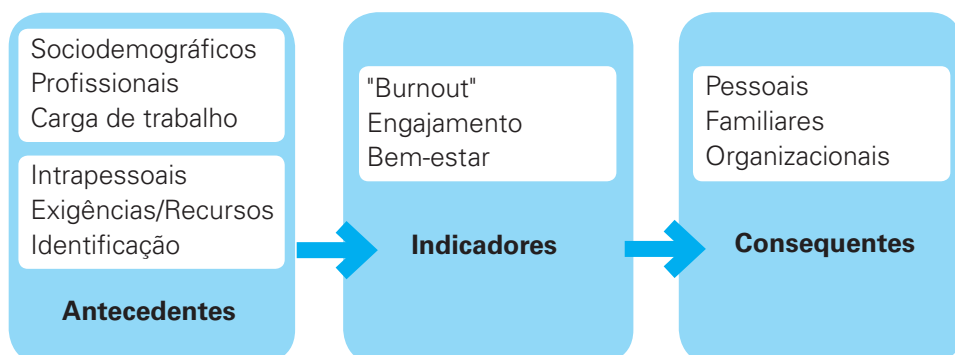 Sociodemográficos
Profissionais
Carga de trabalho
Intrapessoais
Exigências/Recursos
Identificação
Antecedentes
"Burnout"
Engajamento
Bem-estar
Indicadores
Pessoais
Familiares
Organizacionais
Consequentes